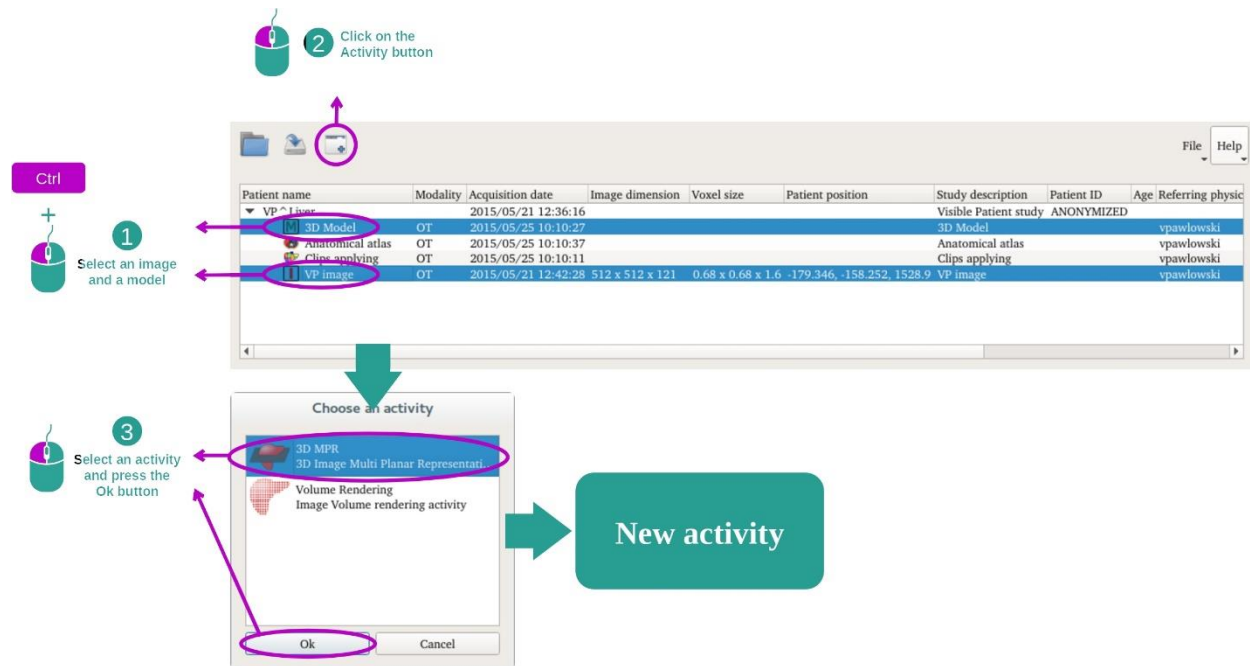 2 Click on the
Activity button
Ctrl
+
1
Select an image
and a model
File Help
Patient name Modality Acquisition date Image dimension Voxel size Patient position Study description Patient ID Age Referring physic
VP^Liver 2015/05/21 12:36:16 Visible Patient study ANONYMIZED
M 3D Model OT 2015/05/25 10:10:27 3D Model vpawlowski
Anatomical atlas OT 2015/05/25 10:10:37 Anatomical atlas vpawlowski
Clips applying OT 2015/05/25 10:10:11 Clips applying vpawlowski
I VP image OT 2015/05/21 12:42:28 512 x 512 x 121 0.68 x 0.68 x 1.6 -179.346, -158.252, 1528.9 VP image vpawlowski
3
Select an activity
and press the
Ok button
Choose an activity
3D MPR
3D Image Multi Planar Representati..
Volume Rendering
Image Volume rendering activity
Ok Cancel
New activity